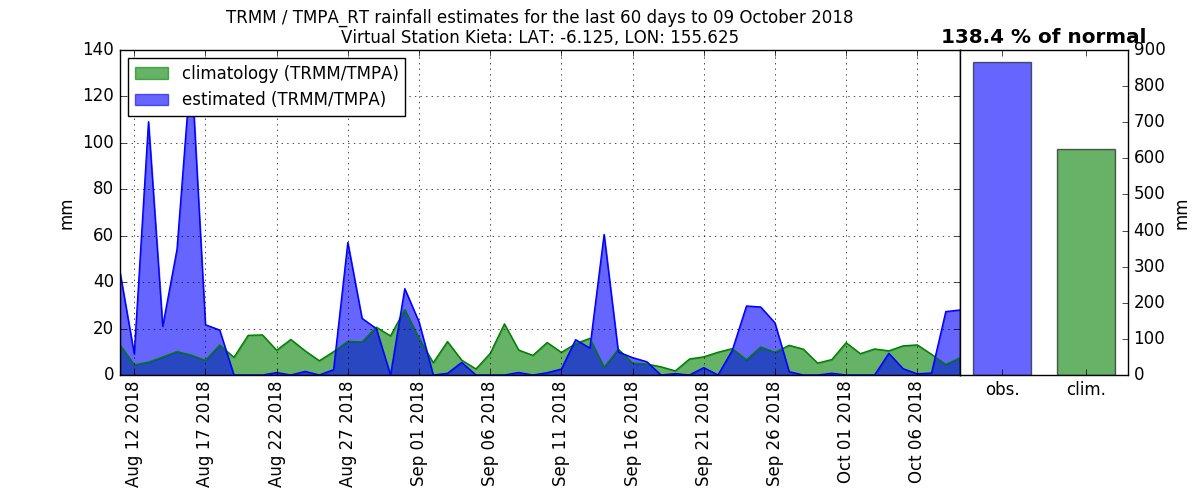 TRMM / TMPA_RT rainfall estimates for the last 60 days to 09 October 2018
Virtual Station Kieta: LAT: -6.125, LON: 155.625
138.4 % of normal
climatology (TRMM/TMPA)
estimated (TRMM/TMPA)
140
120
100
80
60
40
20
0
mm
Aug 12 2018
Aug 17 2018
Aug 22 2018
Aug 27 2018
Sep 01 2018
Sep 06 2018
Sep 11 2018
Sep 16 2018
Sep 21 2018
Sep 26 2018
Oct 01 2018
Oct 06 2018
obs.
clim.
900
800
700
600
500
400
300
200
100
0
mm